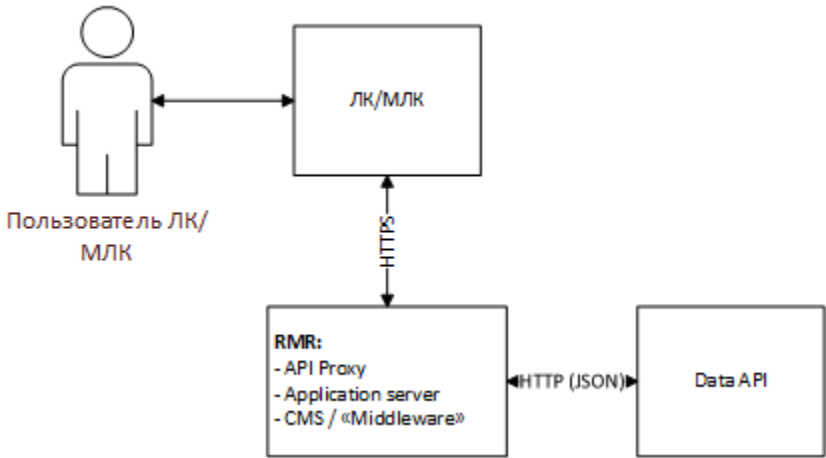 ЛК/МЛК
Пользователь ЛК/
МЛК
HTTPS
RMR:
- API Proxy
- Application server
- CMS / «Middleware»
HTTP (JSON)
Data API